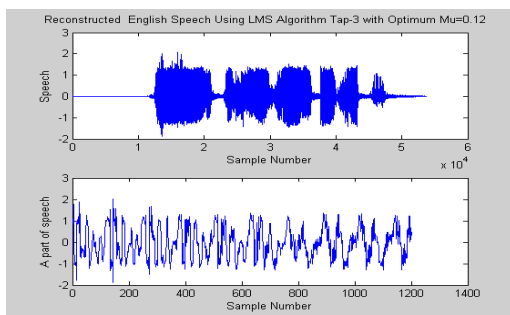 Reconstructed English Speech Using LMS Algorithm Tap-3 with Optimum Mu=0.12
3
2
1
0
-1
-2
Speech
0 1 2 3 4 5 6
x 10^4
Sample Number
3
2
1
0
-1
-2
A part of speech
0 200 400 600 800 1000 1200 1400
Sample Number